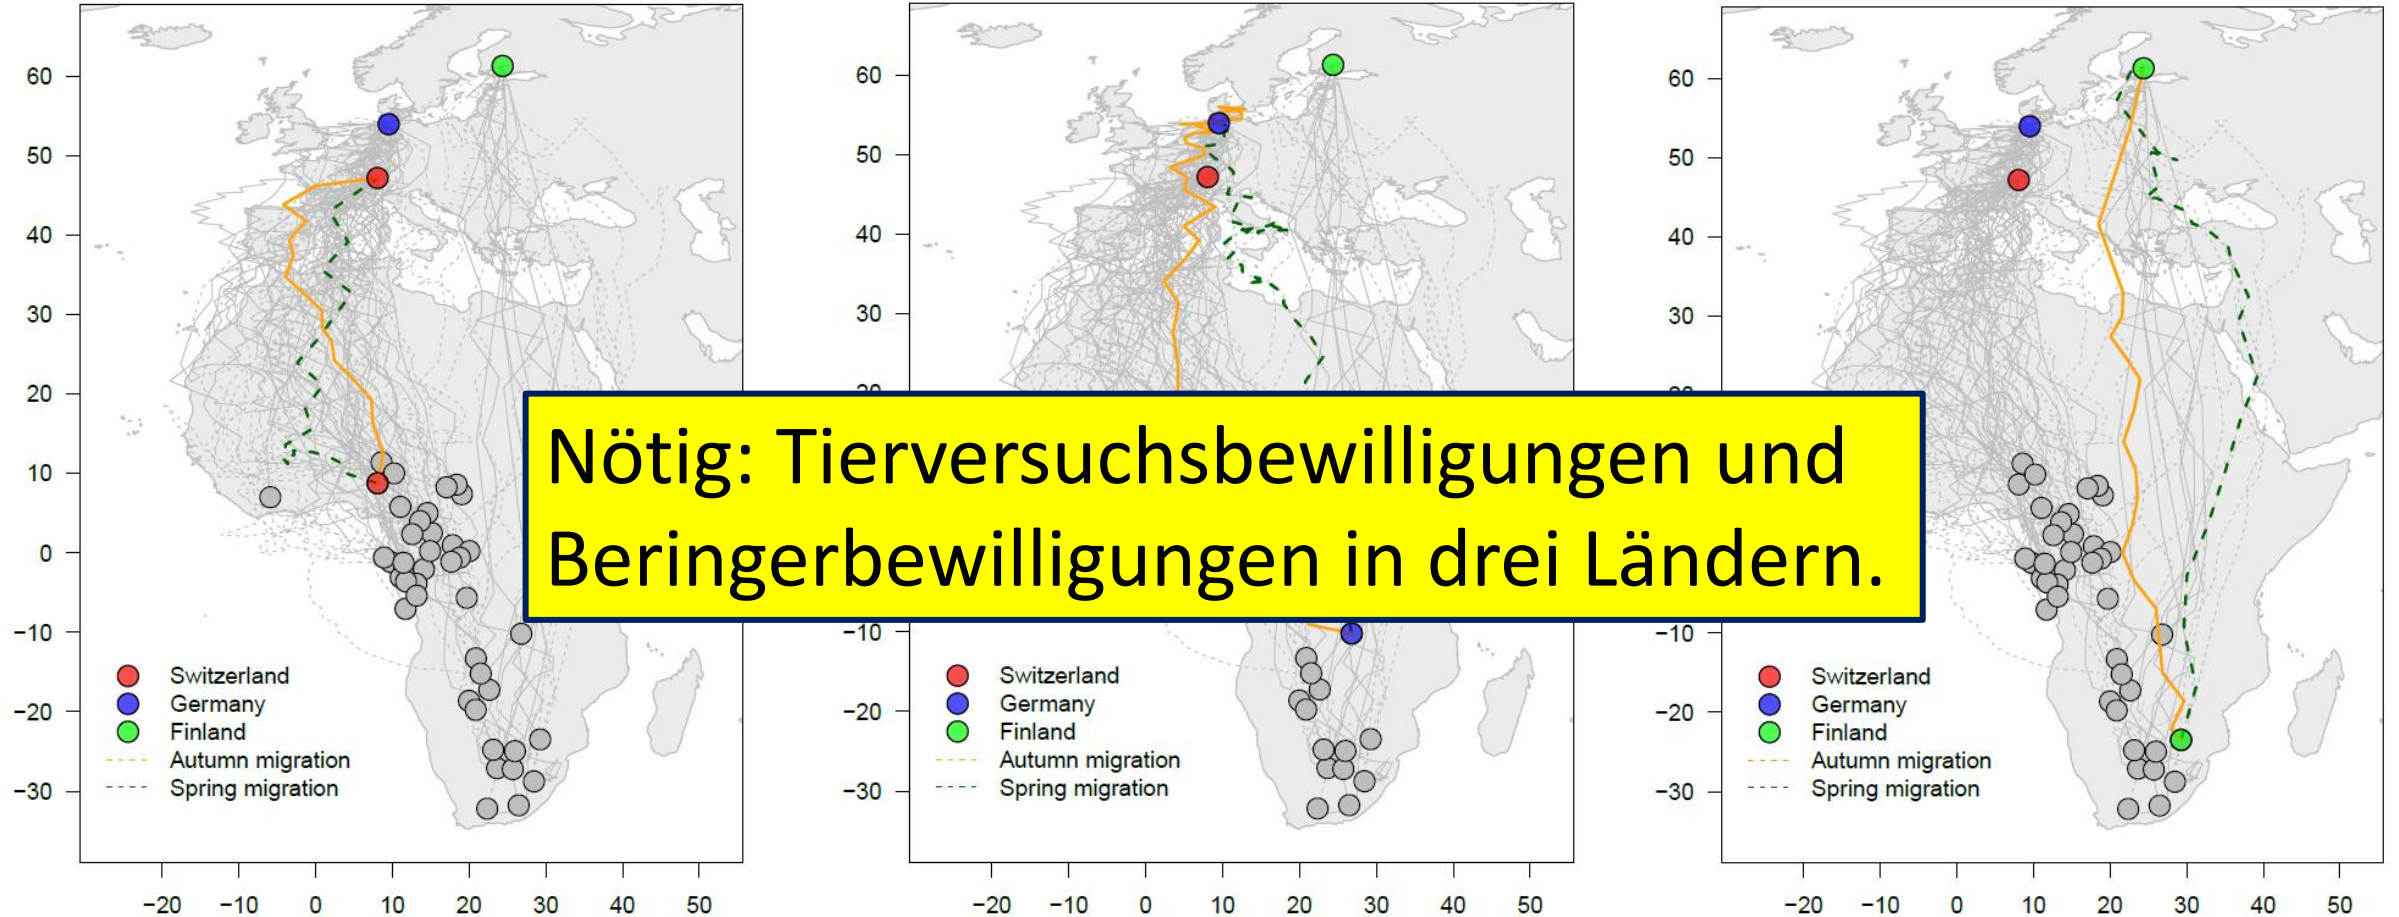 60
50
40
30
20
10
0
−10
−20
−30
Switzerland
Germany
Finland
Autumn migration
Spring migration
−20 −10 0 10 20 30 40 50
60
50
40
30
20
−10
−20
−30
Switzerland
Germany
Finland
Autumn migration
Spring migration
−20 −10 0 10 20 30 40 50
60
50
40
30
20
−10
−20
−30
Switzerland
Germany
Finland
Autumn migration
Spring migration
−20 −10 0 10 20 30 40 50
Nötig: Tierversuchsbewilligungen und
Beringerbewilligungen in drei Ländern.